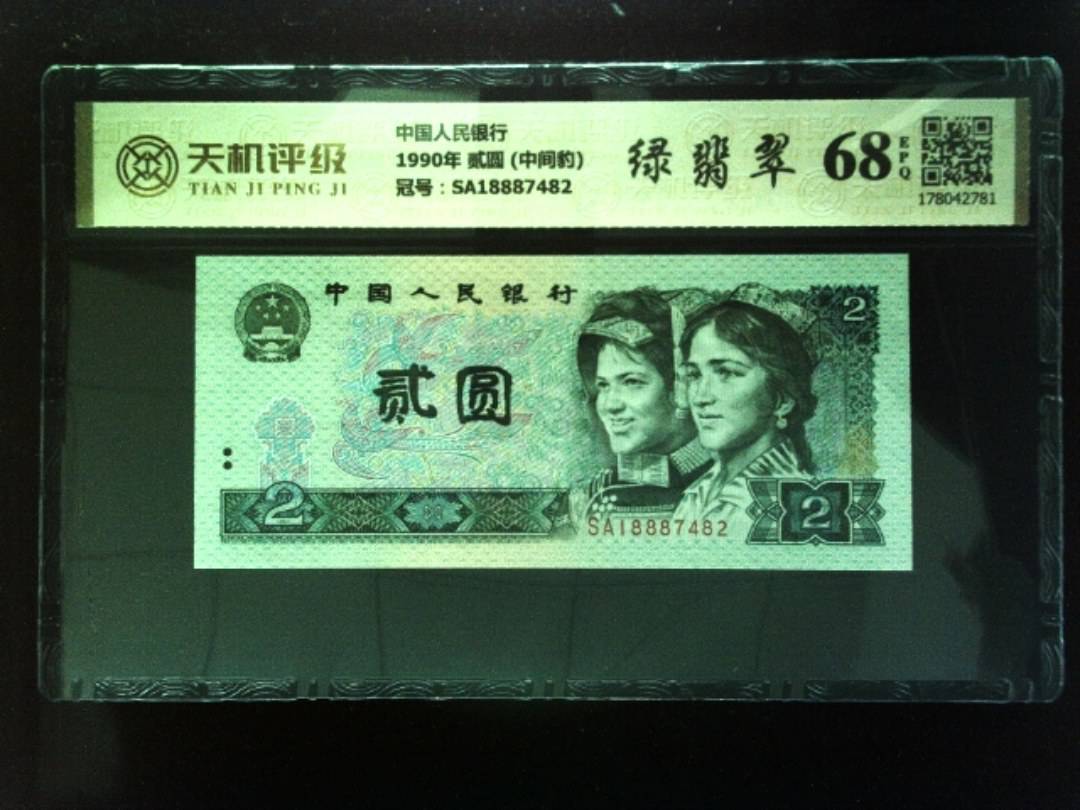 天机评级
TIAN JI PING JI
中国人民银行
1990年 贰圆 (中间豹)
冠号：SA18887482
绿翡翠
68
EPQ
178042781
中国人民银行
2
贰圆
2
SA18887482
2